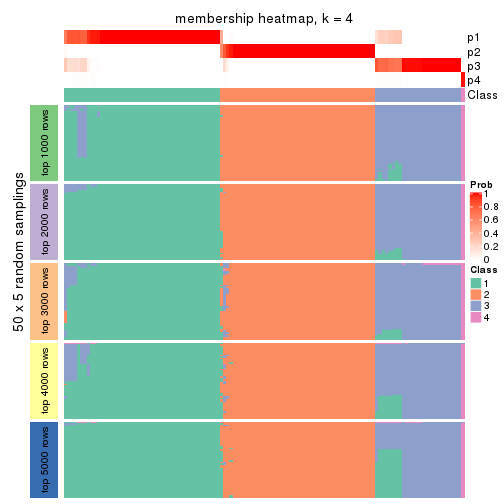 membership heatmap, k = 4
p1
p2
p3
p4
Class
50 x 5 random samplings
top 1000 rows
top 2000 rows
top 3000 rows
top 4000 rows
top 5000 rows
Prob
1
0.8
0.6
0.4
0.2
0
Class
1
2
3
4